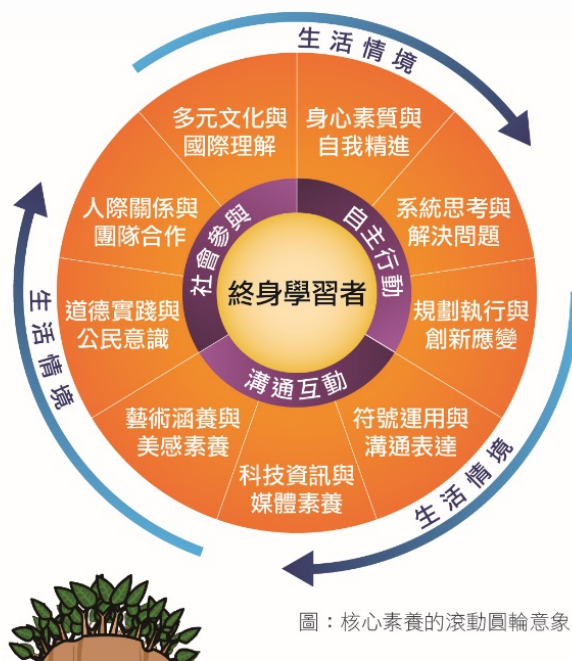 生活情境
多元文化與
國際理解
身心素質與
自我精進
人際關係與
團隊合作
系統思考與
解決問題
社會參與
自主行動
終身學習者
生活情境
道德實踐與
公民意識
規劃執行與
創新應變
溝通互動
藝術涵養與
美感素養
符號運用與
溝通表達
科技資訊與
媒體素養
生活情境
圖：核心素養的滾動圓輪意象